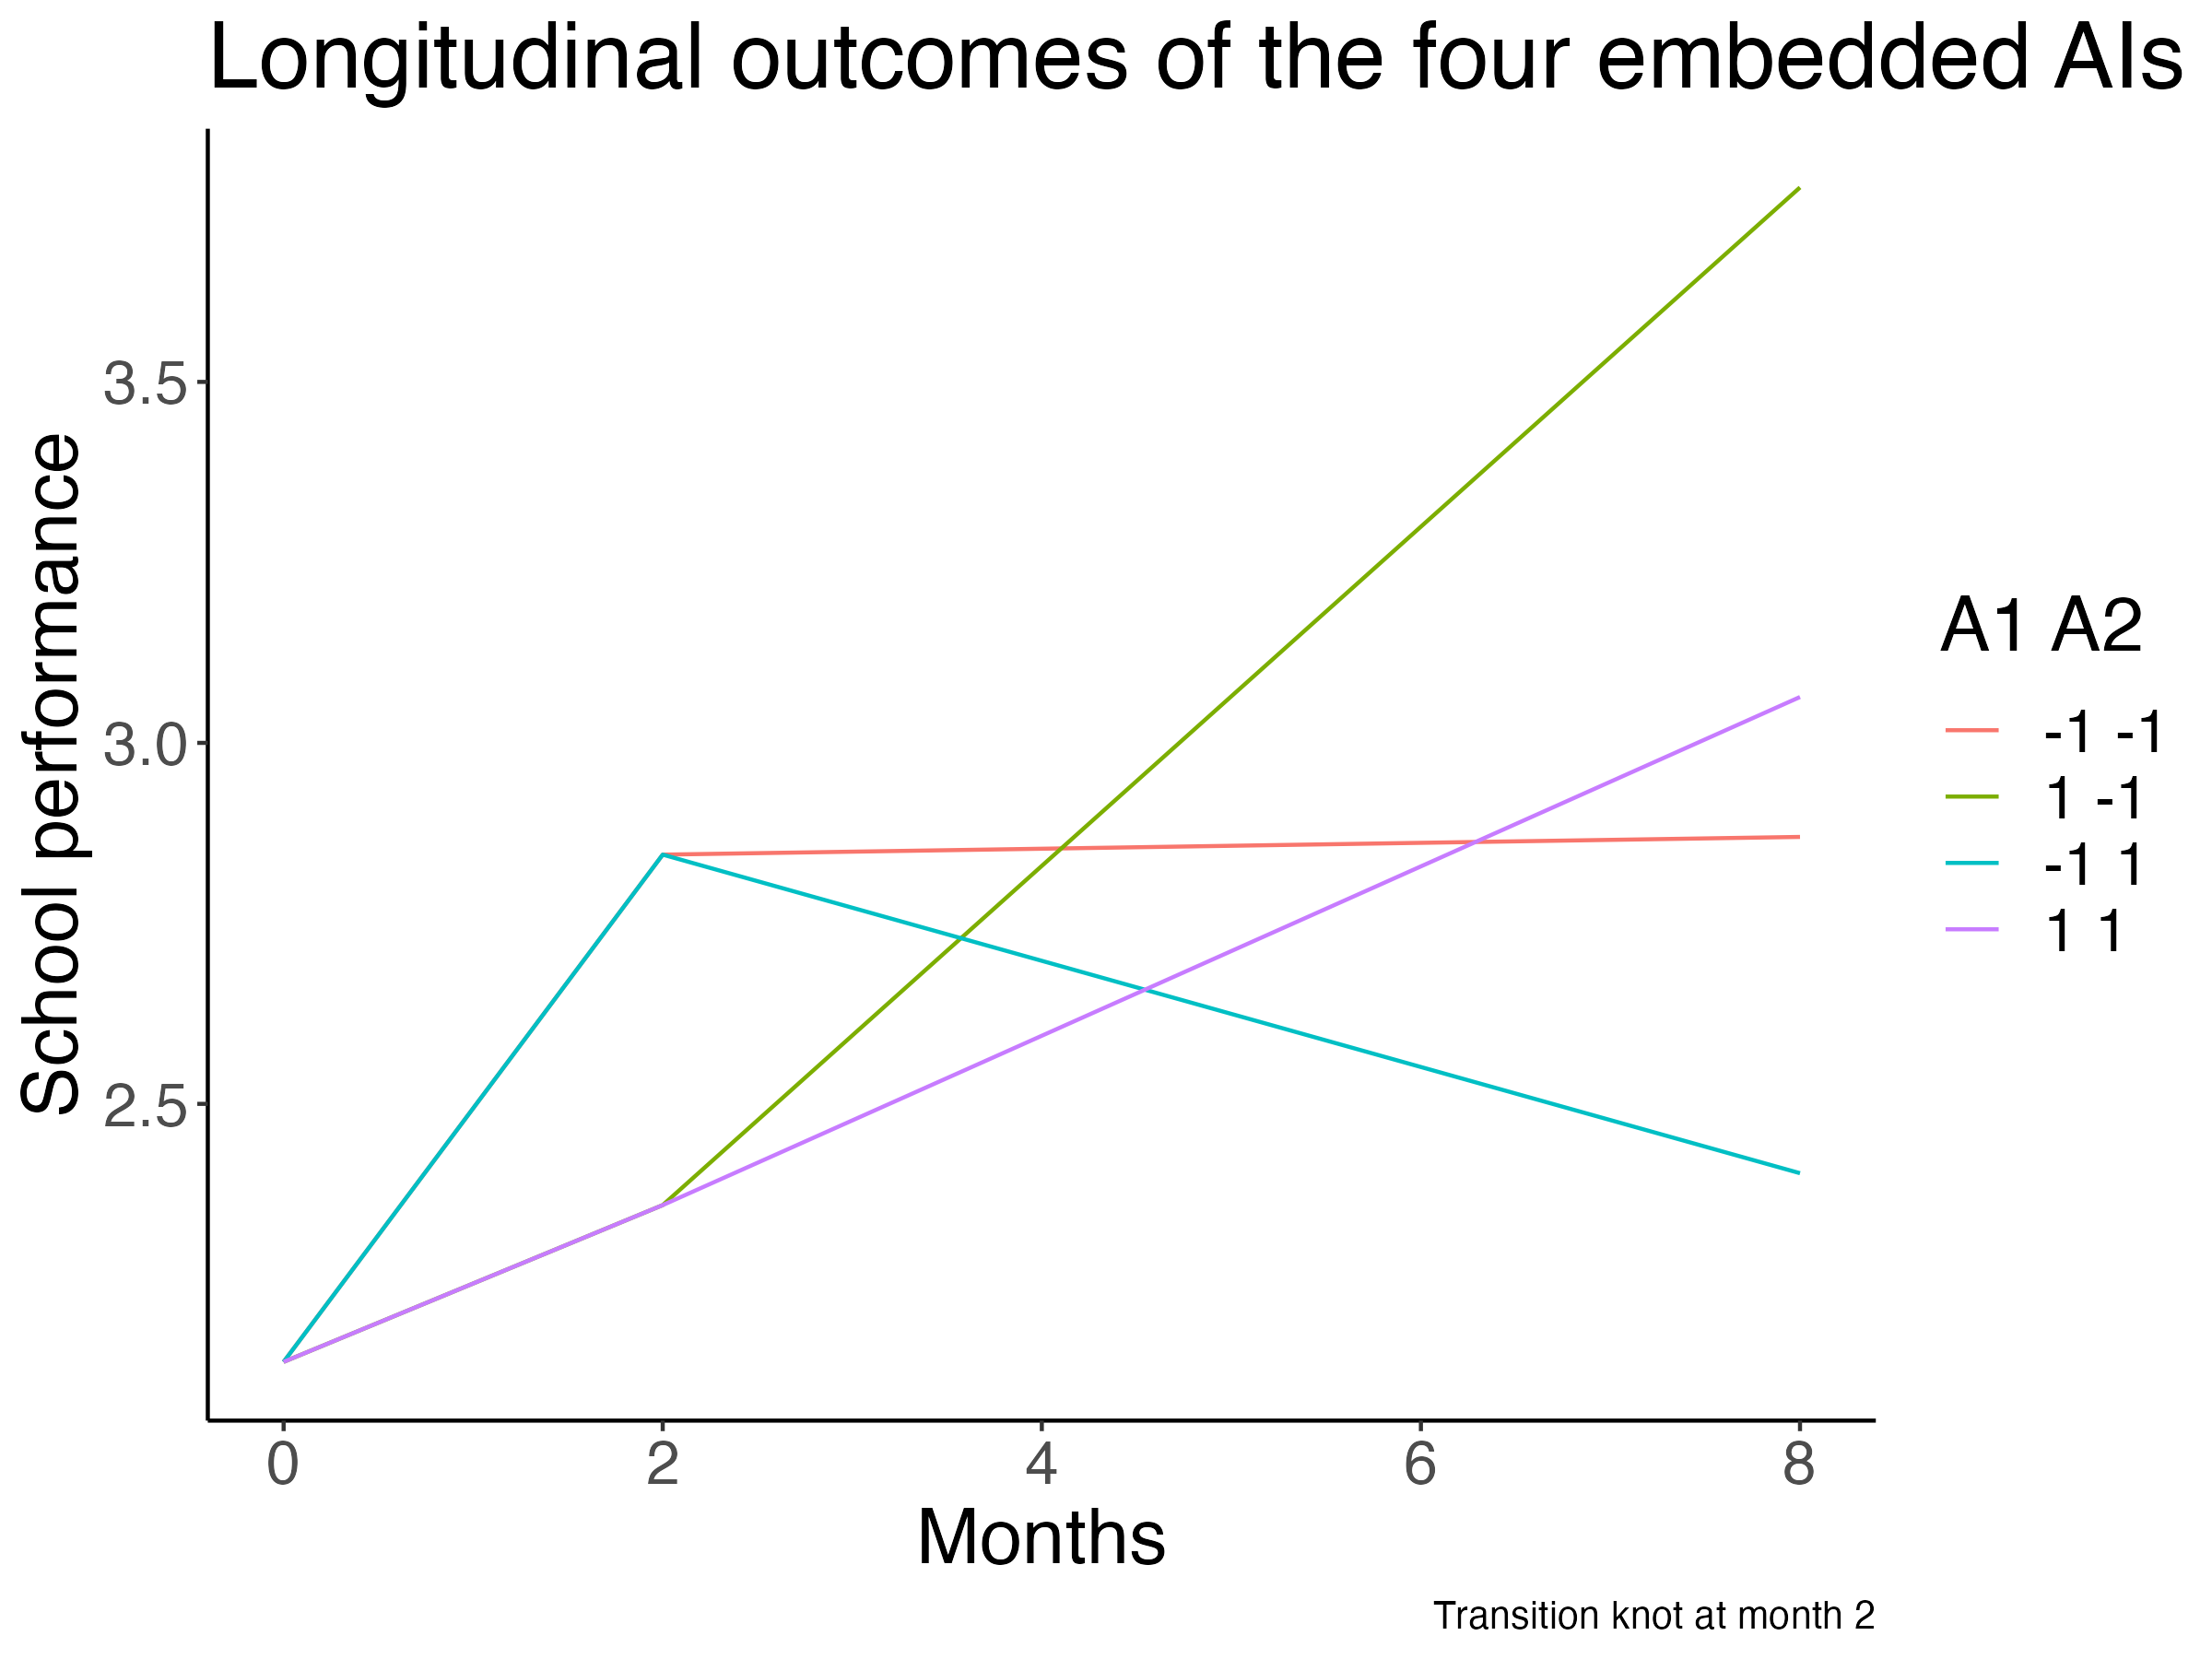 Longitudinal outcomes of the four embedded AIs
School performance
3.5
3.0
2.5
0 2 4 6 8
Months
A1 A2
-1 -1
1 -1
-1 1
1 1
Transition knot at month 2